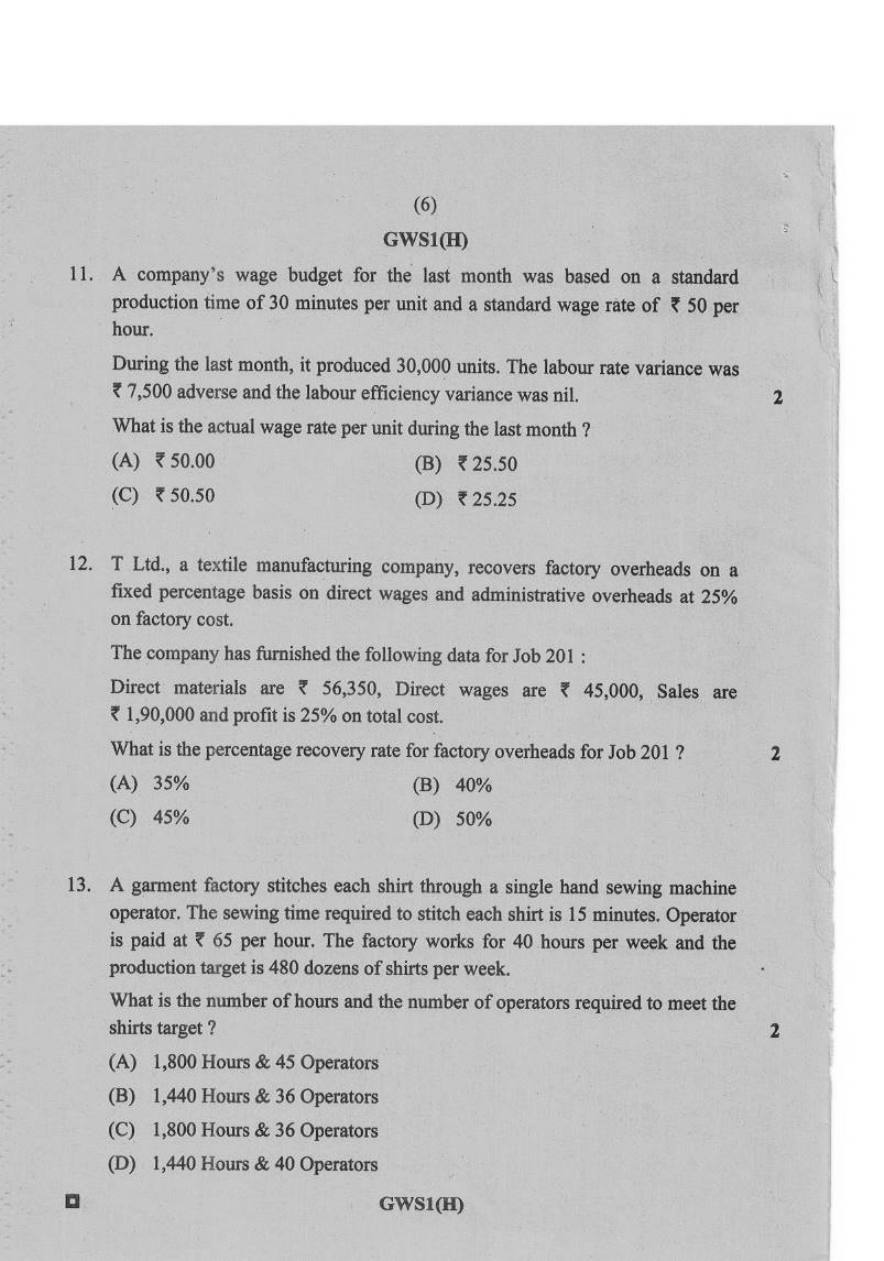 (6)
GWS1(H)
11. A company's wage budget for the last month was based on a standard
production time of 30 minutes per unit and a standard wage rate of ₹ 50 per
hour.
During the last month, it produced 30,000 units. The labour rate variance was
₹ 7,500 adverse and the labour efficiency variance was nil. 2
What is the actual wage rate per unit during the last month ?
(A) ₹ 50.00 (B) ₹ 25.50
(C) ₹ 50.50 (D) ₹ 25.25
12. T Ltd., a textile manufacturing company, recovers factory overheads on a
fixed percentage basis on direct wages and administrative overheads at 25%
on factory cost.
The company has furnished the following data for Job 201 :
Direct materials are ₹ 56,350, Direct wages are ₹ 45,000, Sales are
₹ 1,90,000 and profit is 25% on total cost.
What is the percentage recovery rate for factory overheads for Job 201 ? 2
(A) 35% (B) 40%
(C) 45% (D) 50%
13. A garment factory stitches each shirt through a single hand sewing machine
operator. The sewing time required to stitch each shirt is 15 minutes. Operator
is paid at ₹ 65 per hour. The factory works for 40 hours per week and the
production target is 480 dozens of shirts per week.
What is the number of hours and the number of operators required to meet the
shirts target ? 2
(A) 1,800 Hours & 45 Operators
(B) 1,440 Hours & 36 Operators
(C) 1,800 Hours & 36 Operators
(D) 1,440 Hours & 40 Operators
GWS1(H)